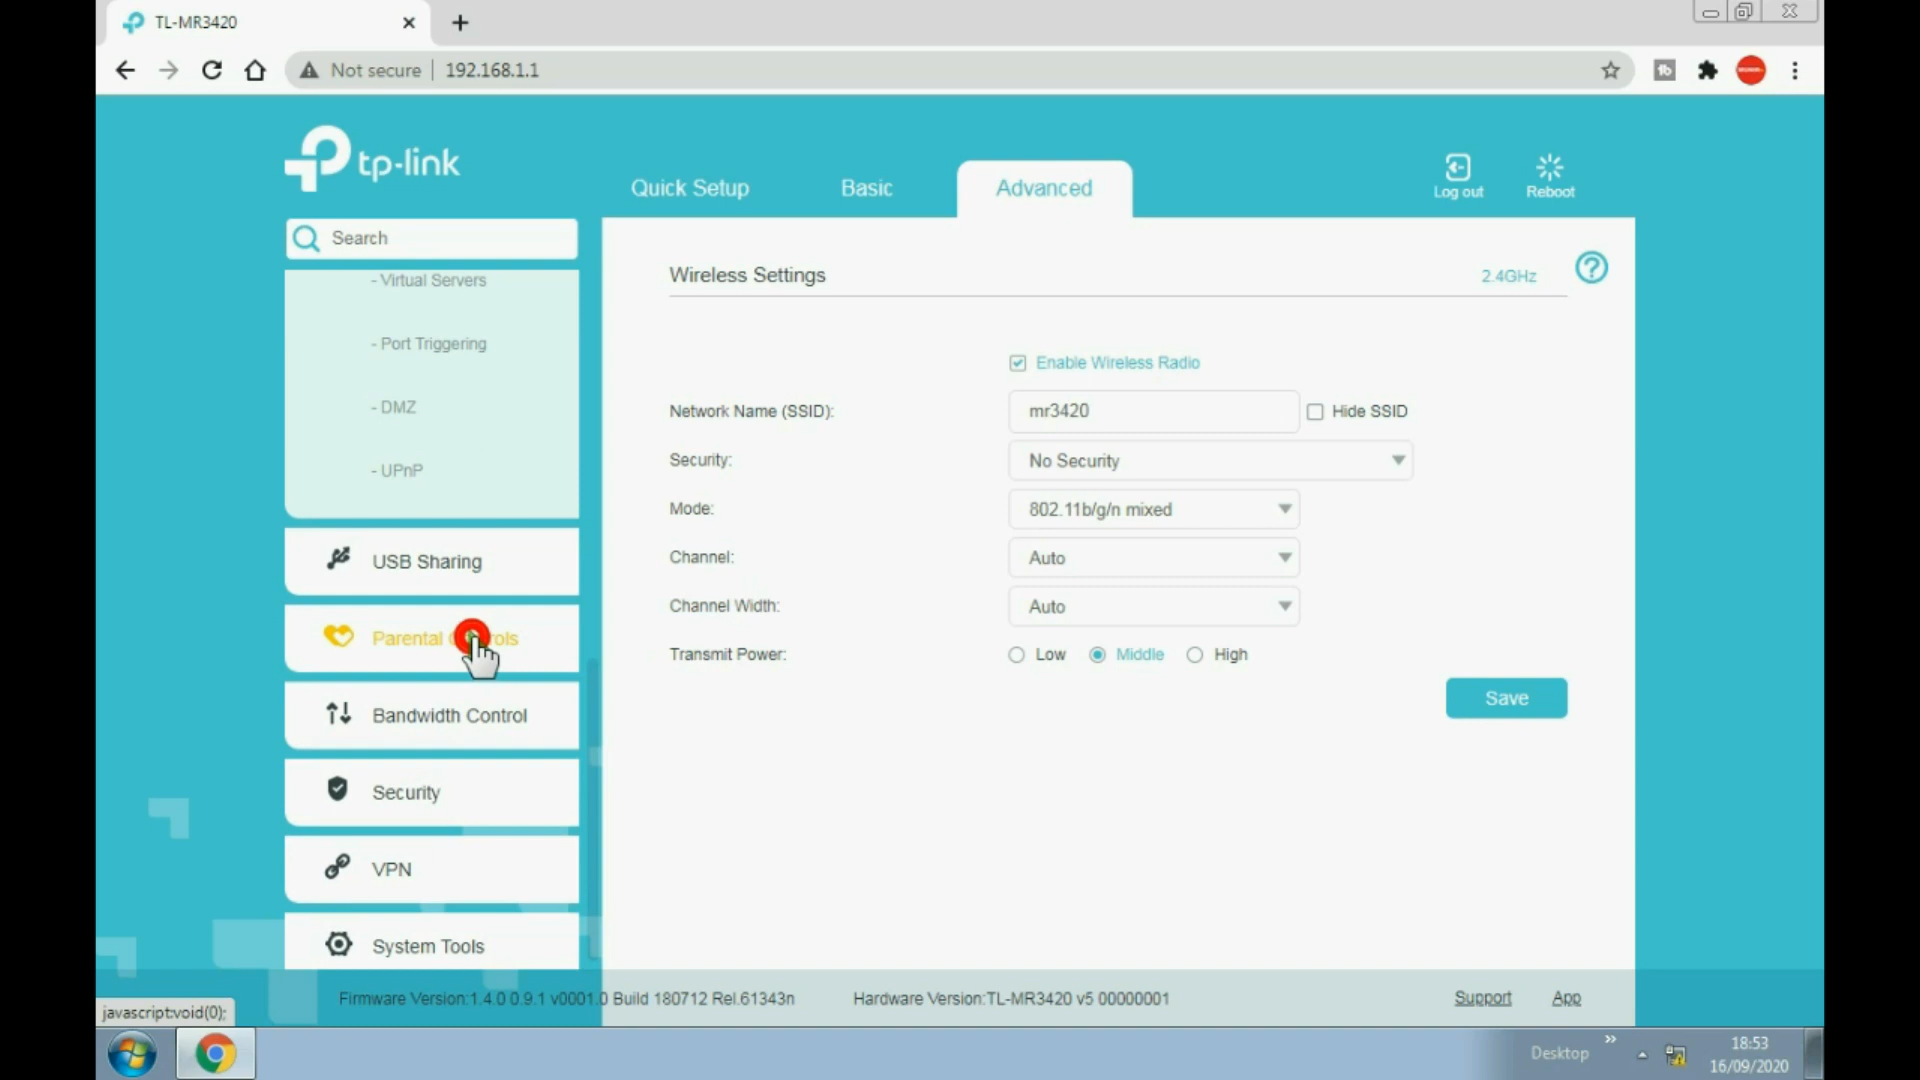 TL-MR3420
Not secure 192.168.1.1
tp-link
Quick Setup
Basic
Advanced
Log out
Reboot
Search
- Virtual Servers
- Port Triggering
- DMZ
- UPnP
USB Sharing
Parental
Bandwidth Control
Security
VPN
System Tools
Wireless Settings
2.4GHz
Enable Wireless Radio
Network Name (SSID): mr3420 Hide SSID
Security: No Security
Mode: 802.11b/g/n mixed
Channel: Auto
Channel Width: Auto
Transmit Power: Low Middle High
Save
Firmware Version:1.4.0 0.9.1 v0001.0 Build 180712 Rel.61343n Hardware Version:TL-MR3420 v5 00000001 Support App
javascript:void(0);
Desktop
18:53
16/09/2020